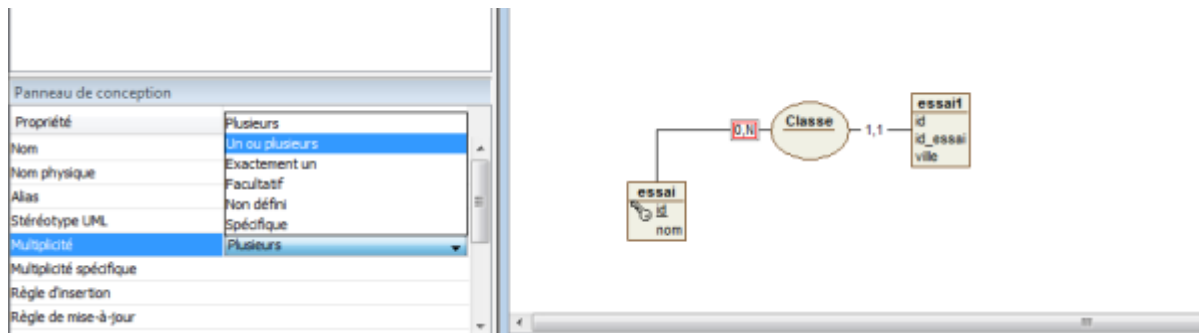 Panneau de conception
Propriété
Plusieurs
Nom
Un ou plusieurs
Exactement un
Nom physique
Facultatif
Alias
Non défini
Stéréotype UML
Spécifique
Multiplicité
Plusieurs
Multiplicité spécifique
Règle d'insertion
Règle de mise-à-jour
0,N
Classe
1,1
essai1
id
id_essai
ville
essai
id
nom